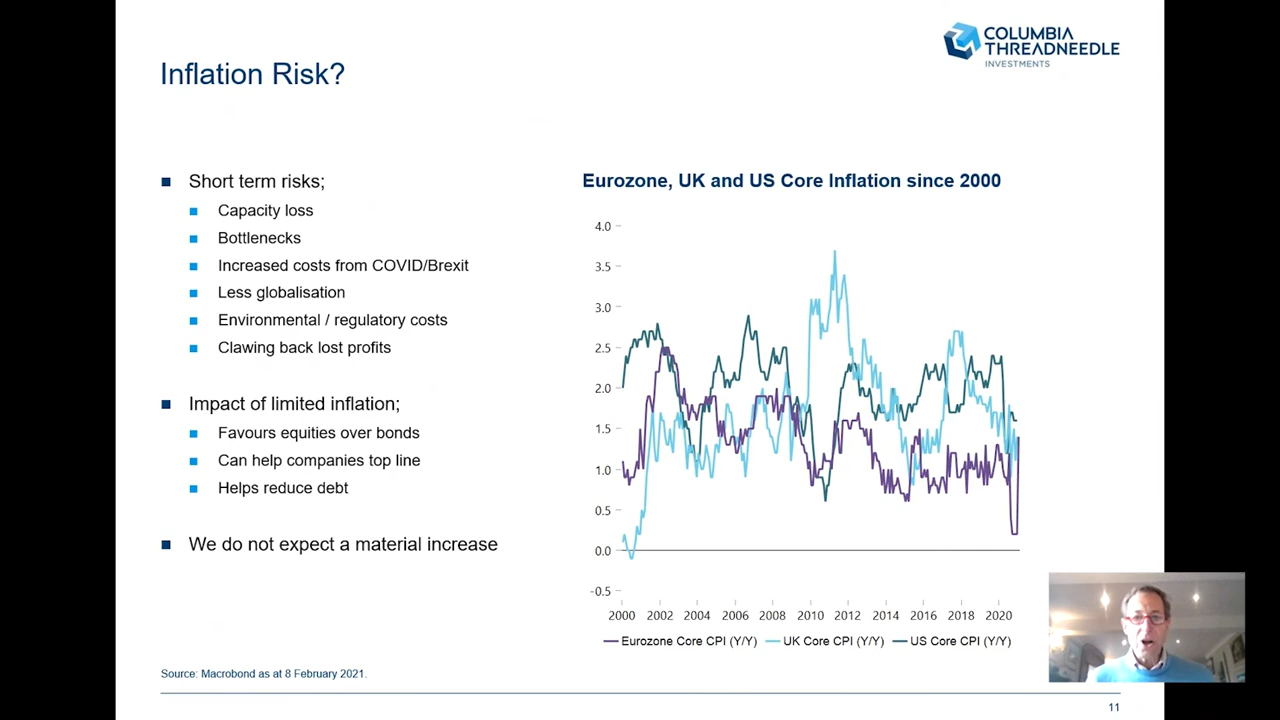 COLUMBIA
THREADNEEDLE
INVESTMENTS
Inflation Risk?
Short term risks;
Capacity loss
Bottlenecks
Increased costs from COVID/Brexit
Less globalisation
Environmental / regulatory costs
Clawing back lost profits
Impact of limited inflation;
Favours equities over bonds
Can help companies top line
Helps reduce debt
We do not expect a material increase
Eurozone, UK and US Core Inflation since 2000
4.0
3.5
3.0
2.5
2.0
1.5
1.0
0.5
0.0
-0.5
2000 2002 2004 2006 2008 2010 2012 2014 2016 2018 2020
Eurozone Core CPI (Y/Y) UK Core CPI (Y/Y) US Core CPI (Y/Y)
Source: Macrobond as at 8 February 2021.
11